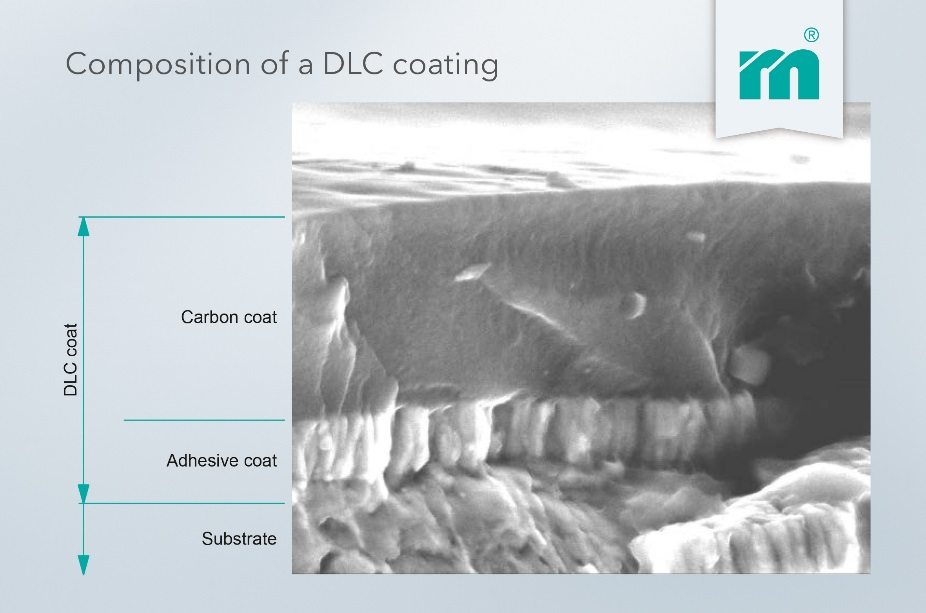 Composition of a DLC coating
m®
DLC coat
Carbon coat
Adhesive coat
Substrate